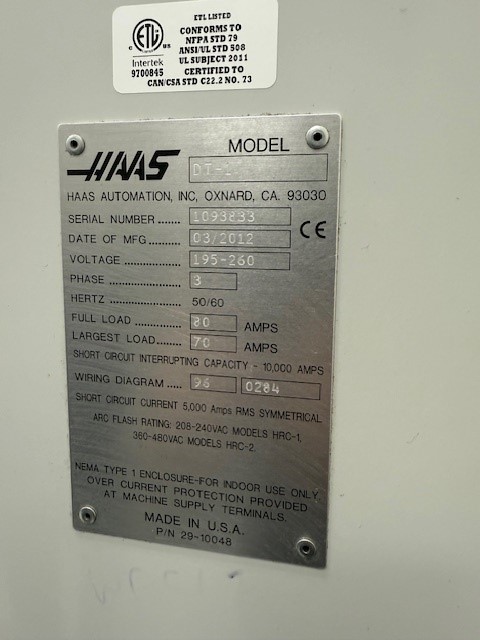 ETL LISTED
CONFORMS TO
NFPA STD 79
ANSI/UL STD 508
UL SUBJECT 2011
CERTIFIED TO
CAN/CSA STD C22.2 NO. 73
c ETL us
Intertek
9700845
HAAS
MODEL
HAAS AUTOMATION, INC, OXNARD, CA. 93030
SERIAL NUMBER ....... 1093833
DATE OF MFG.......... 03/2012
VOLTAGE .............. 195-260
PHASE ................... 3
HERTZ ................... 50/60
FULL LOAD .............. 80 AMPS
LARGEST LOAD....... 70 AMPS
SHORT CIRCUIT INTERRUPTING CAPACITY - 10,000 AMPS
WIRING DIAGRAM ..... 96 0284
SHORT CIRCUIT CURRENT 5,000 Amps RMS SYMMETRICAL
ARC FLASH RATING: 208-240VAC MODELS HRC-1,
380-480VAC MODELS HRC-2.
NEMA TYPE 1 ENCLOSURE-FOR INDOOR USE ONLY.
OVER CURRENT PROTECTION PROVIDED
AT MACHINE SUPPLY TERMINALS.
MADE IN U.S.A.
P/N 29-10048
CE